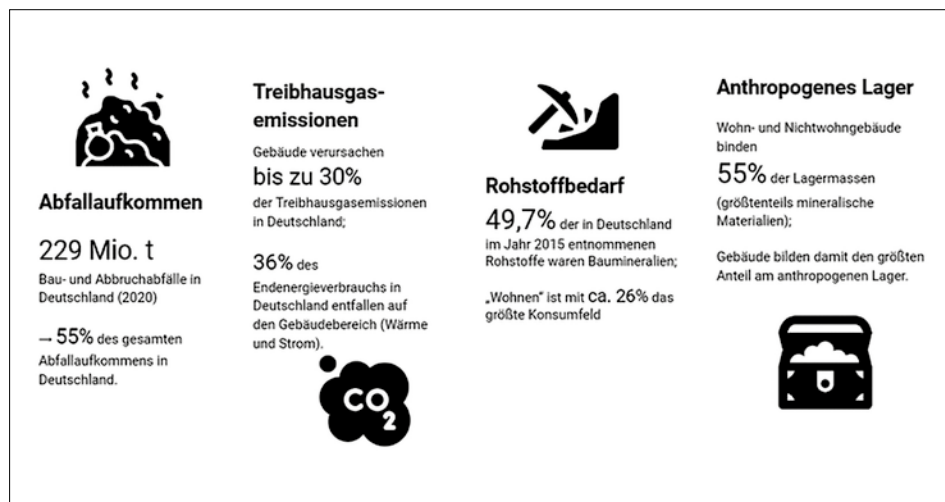 Abfallaufkommen
229 Mio. t
Bau- und Abbruchabfälle in
Deutschland (2020)
→ 55% des gesamten
Abfallaufkommens in
Deutschland.
Treibhausgas-
emissionen
Gebäude verursachen
bis zu 30%
der Treibhausgasemissionen
in Deutschland;
36% des
Endenergieverbrauchs in
Deutschland entfallen auf
den Gebäudebereich (Wärme
und Strom).
CO2
Rohstoffbedarf
49,7% der in Deutschland
im Jahr 2015 entnommenen
Rohstoffe waren Baumineralien;
„Wohnen“ ist mit ca. 26% das
größte Konsumfeld
Anthropogenes Lager
Wohn- und Nichtwohngebäude
binden
55% der Lagermassen
(größtenteils mineralische
Materialien);
Gebäude bilden damit den größten
Anteil am anthropogenen Lager.